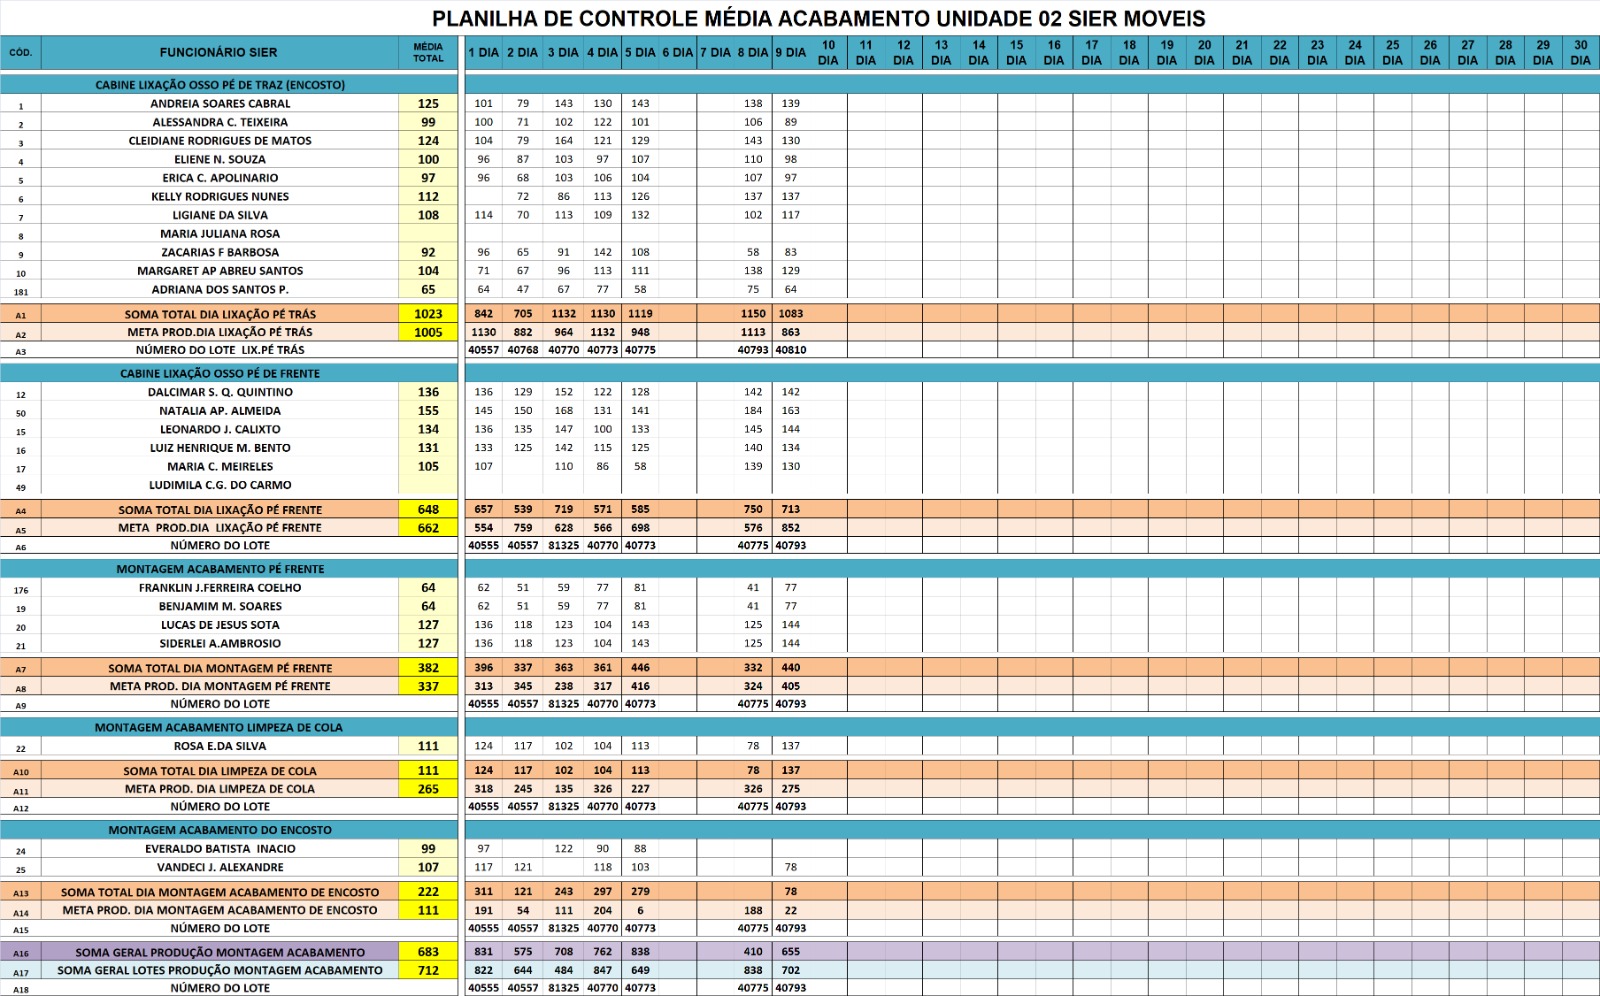 PLANILHA DE CONTROLE MÉDIA ACABAMENTO UNIDADE 02 SIER MOVEIS
CÓD. FUNCIONÁRIO SIER MÉDIA TOTAL 1 DIA 2 DIA 3 DIA 4 DIA 5 DIA 6 DIA 7 DIA 8 DIA 9 DIA 10 DIA 11 DIA 12 DIA 13 DIA 14 DIA 15 DIA 16 DIA 17 DIA 18 DIA 19 DIA 20 DIA 21 DIA 22 DIA 23 DIA 24 DIA 25 DIA 26 DIA 27 DIA 28 DIA 29 DIA 30 DIA
CABINE LIXAÇÃO OSSO PÉ DE TRAZ (ENCOSTO)
1 ANDREIA SOARES CABRAL 125 101 79 143 130 143 138 139
2 ALESSANDRA C. TEIXEIRA 99 100 71 102 122 101 106 89
3 CLEIDIANE RODRIGUES DE MATOS 124 104 79 164 121 129 143 130
4 ELIENE N. SOUZA 100 96 87 103 97 107 110 98
5 ERICA C. APOLINARIO 97 96 68 103 106 104 107 97
6 KELLY RODRIGUES NUNES 112 72 86 113 126 137 137
7 LIGIANE DA SILVA 108 114 70 113 109 132 102 117
8 MARIA JULIANA ROSA
9 ZACARIAS F BARBOSA 92 96 65 91 142 108 58 83
10 MARGARET AP ABREU SANTOS 104 71 67 96 113 111 138 129
181 ADRIANA DOS SANTOS P. 65 64 47 67 77 58 75 64
A1 SOMA TOTAL DIA LIXAÇÃO PÉ TRÁS 1023 842 705 1132 1130 1119 1150 1083
A2 META PROD.DIA LIXAÇÃO PÉ TRÁS 1005 1130 882 964 1132 948 1113 863
A3 NÚMERO DO LOTE LIX.PÉ TRÁS 40557 40768 40770 40773 40775 40793 40810
CABINE LIXAÇÃO OSSO PÉ DE FRENTE
12 DALCIMAR S. Q. QUINTINO 136 136 129 152 122 128 142 142
50 NATALIA AP. ALMEIDA 155 145 150 168 131 141 184 163
15 LEONARDO J. CALIXTO 134 136 135 147 100 133 145 144
16 LUIZ HENRIQUE M. BENTO 131 133 125 142 115 125 140 134
17 MARIA C. MEIRELES 105 107 110 86 58 139 130
49 LUDIMILA C.G. DO CARMO
A4 SOMA TOTAL DIA LIXAÇÃO PÉ FRENTE 648 657 539 719 571 585 750 713
A5 META PROD.DIA LIXAÇÃO PÉ FRENTE 662 554 759 628 566 698 576 852
A6 NÚMERO DO LOTE 40555 40557 81325 40770 40773 40775 40793
MONTAGEM ACABAMENTO PÉ FRENTE
176 FRANKLIN J.FERREIRA COELHO 64 62 51 59 77 81 41 77
19 BENJAMIM M. SOARES 64 62 51 59 77 81 41 77
20 LUCAS DE JESUS SOTA 127 136 118 123 104 143 125 144
21 SIDERLEI A.AMBROSIO 127 136 118 123 104 143 125 144
A7 SOMA TOTAL DIA MONTAGEM PÉ FRENTE 382 396 337 363 361 446 332 440
A8 META PROD. DIA MONTAGEM PÉ FRENTE 337 313 345 238 317 416 324 405
A9 NÚMERO DO LOTE 40555 40557 81325 40770 40773 40775 40793
MONTAGEM ACABAMENTO LIMPEZA DE COLA
22 ROSA E.DA SILVA 111 124 117 102 104 113 78 137
A10 SOMA TOTAL DIA LIMPEZA DE COLA 111 124 117 102 104 113 78 137
A11 META PROD. DIA LIMPEZA DE COLA 265 318 245 135 326 227 326 275
A12 NÚMERO DO LOTE 40555 40557 81325 40770 40773 40775 40793
MONTAGEM ACABAMENTO DO ENCOSTO
24 EVERALDO BATISTA INACIO 99 97 122 90 88
25 VANDECI J. ALEXANDRE 107 117 121 118 103 78
A13 SOMA TOTAL DIA MONTAGEM ACABAMENTO DE ENCOSTO 222 311 121 243 297 279 78
A14 META PROD. DIA MONTAGEM ACABAMENTO DE ENCOSTO 111 191 54 111 204 6 188 22
A15 NÚMERO DO LOTE 40555 40557 81325 40770 40773 40775 40793
A16 SOMA GERAL PRODUÇÃO MONTAGEM ACABAMENTO 683 831 575 708 762 838 410 655
A17 SOMA GERAL LOTES PRODUÇÃO MONTAGEM ACABAMENTO 712 822 644 484 847 649 838 702
A18 NÚMERO DO LOTE 40555 40557 81325 40770 40773 40775 40793